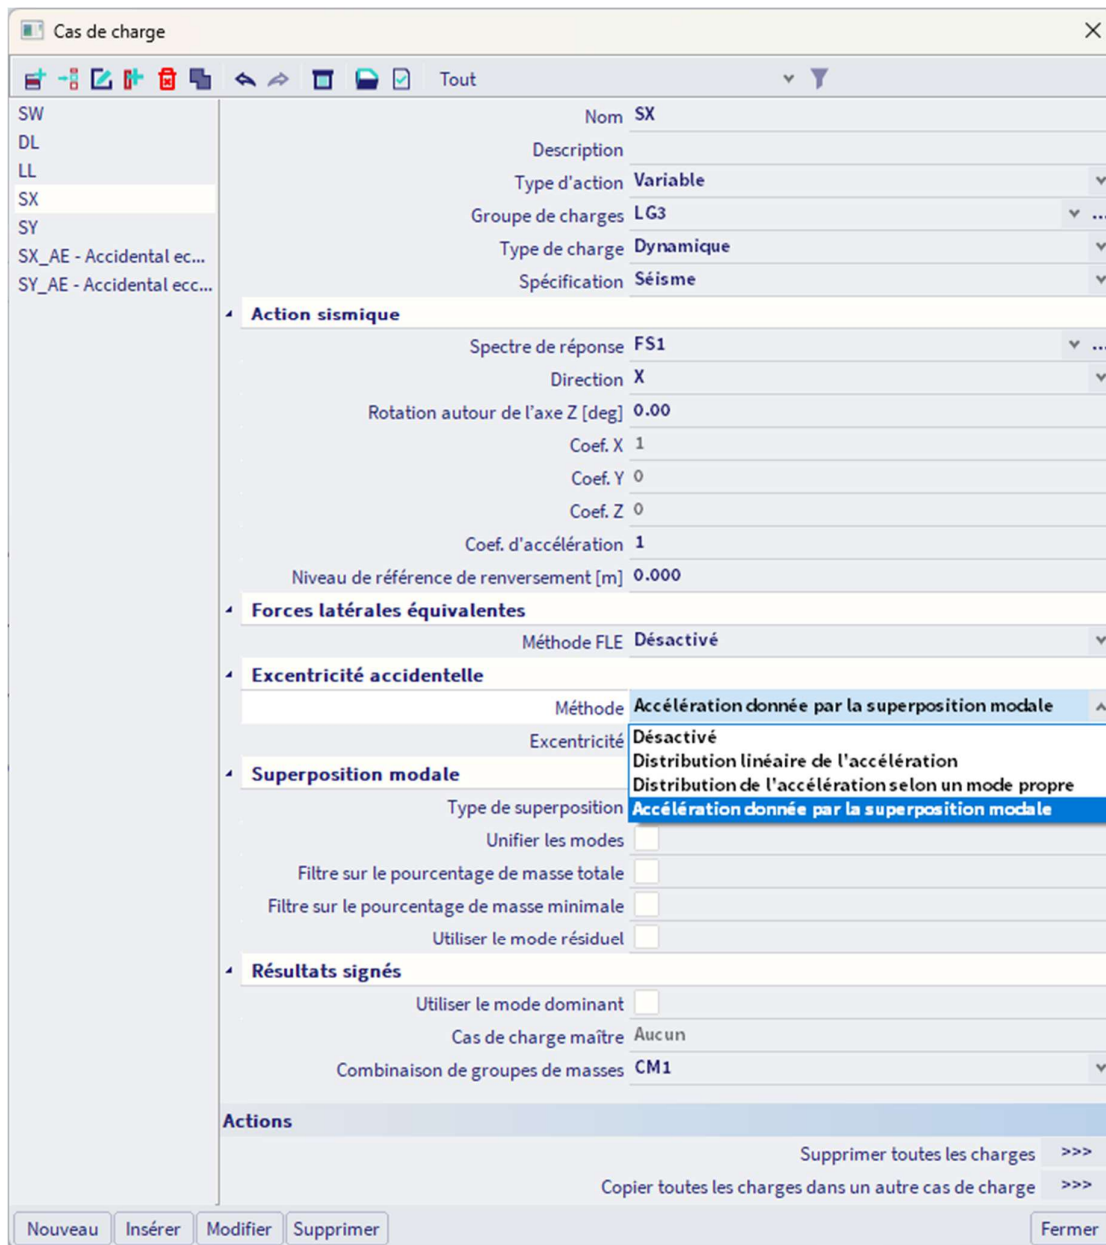 Cas de charge
Tout
SW
DL
LL
SX
SY
SX_AE - Accidental ec...
SY_AE - Accidental ecc...
Nom SX
Description
Type d'action Variable
Groupe de charges LG3 ...
Type de charge Dynamique
Spécification Séisme
Action sismique
Spectre de réponse FS1 ...
Direction X
Rotation autour de l'axe Z [deg] 0.00
Coef. X 1
Coef. Y 0
Coef. Z 0
Coef. d'accélération 1
Niveau de référence de renversement [m] 0.000
Forces latérales équivalentes
Méthode FLE Désactivé
Excentricité accidentelle
Méthode Accélération donnée par la superposition modale
Excentricité
Désactivé
Distribution linéaire de l'accélération
Distribution de l'accélération selon un mode propre
Accélération donnée par la superposition modale
Superposition modale
Type de superposition
Unifier les modes
Filtre sur le pourcentage de masse totale
Filtre sur le pourcentage de masse minimale
Utiliser le mode résiduel
Résultats signés
Utiliser le mode dominant
Cas de charge maître Aucun
Combinaison de groupes de masses CM1
Actions
Supprimer toutes les charges >>>
Copier toutes les charges dans un autre cas de charge >>>
Nouveau Insérer Modifier Supprimer Fermer